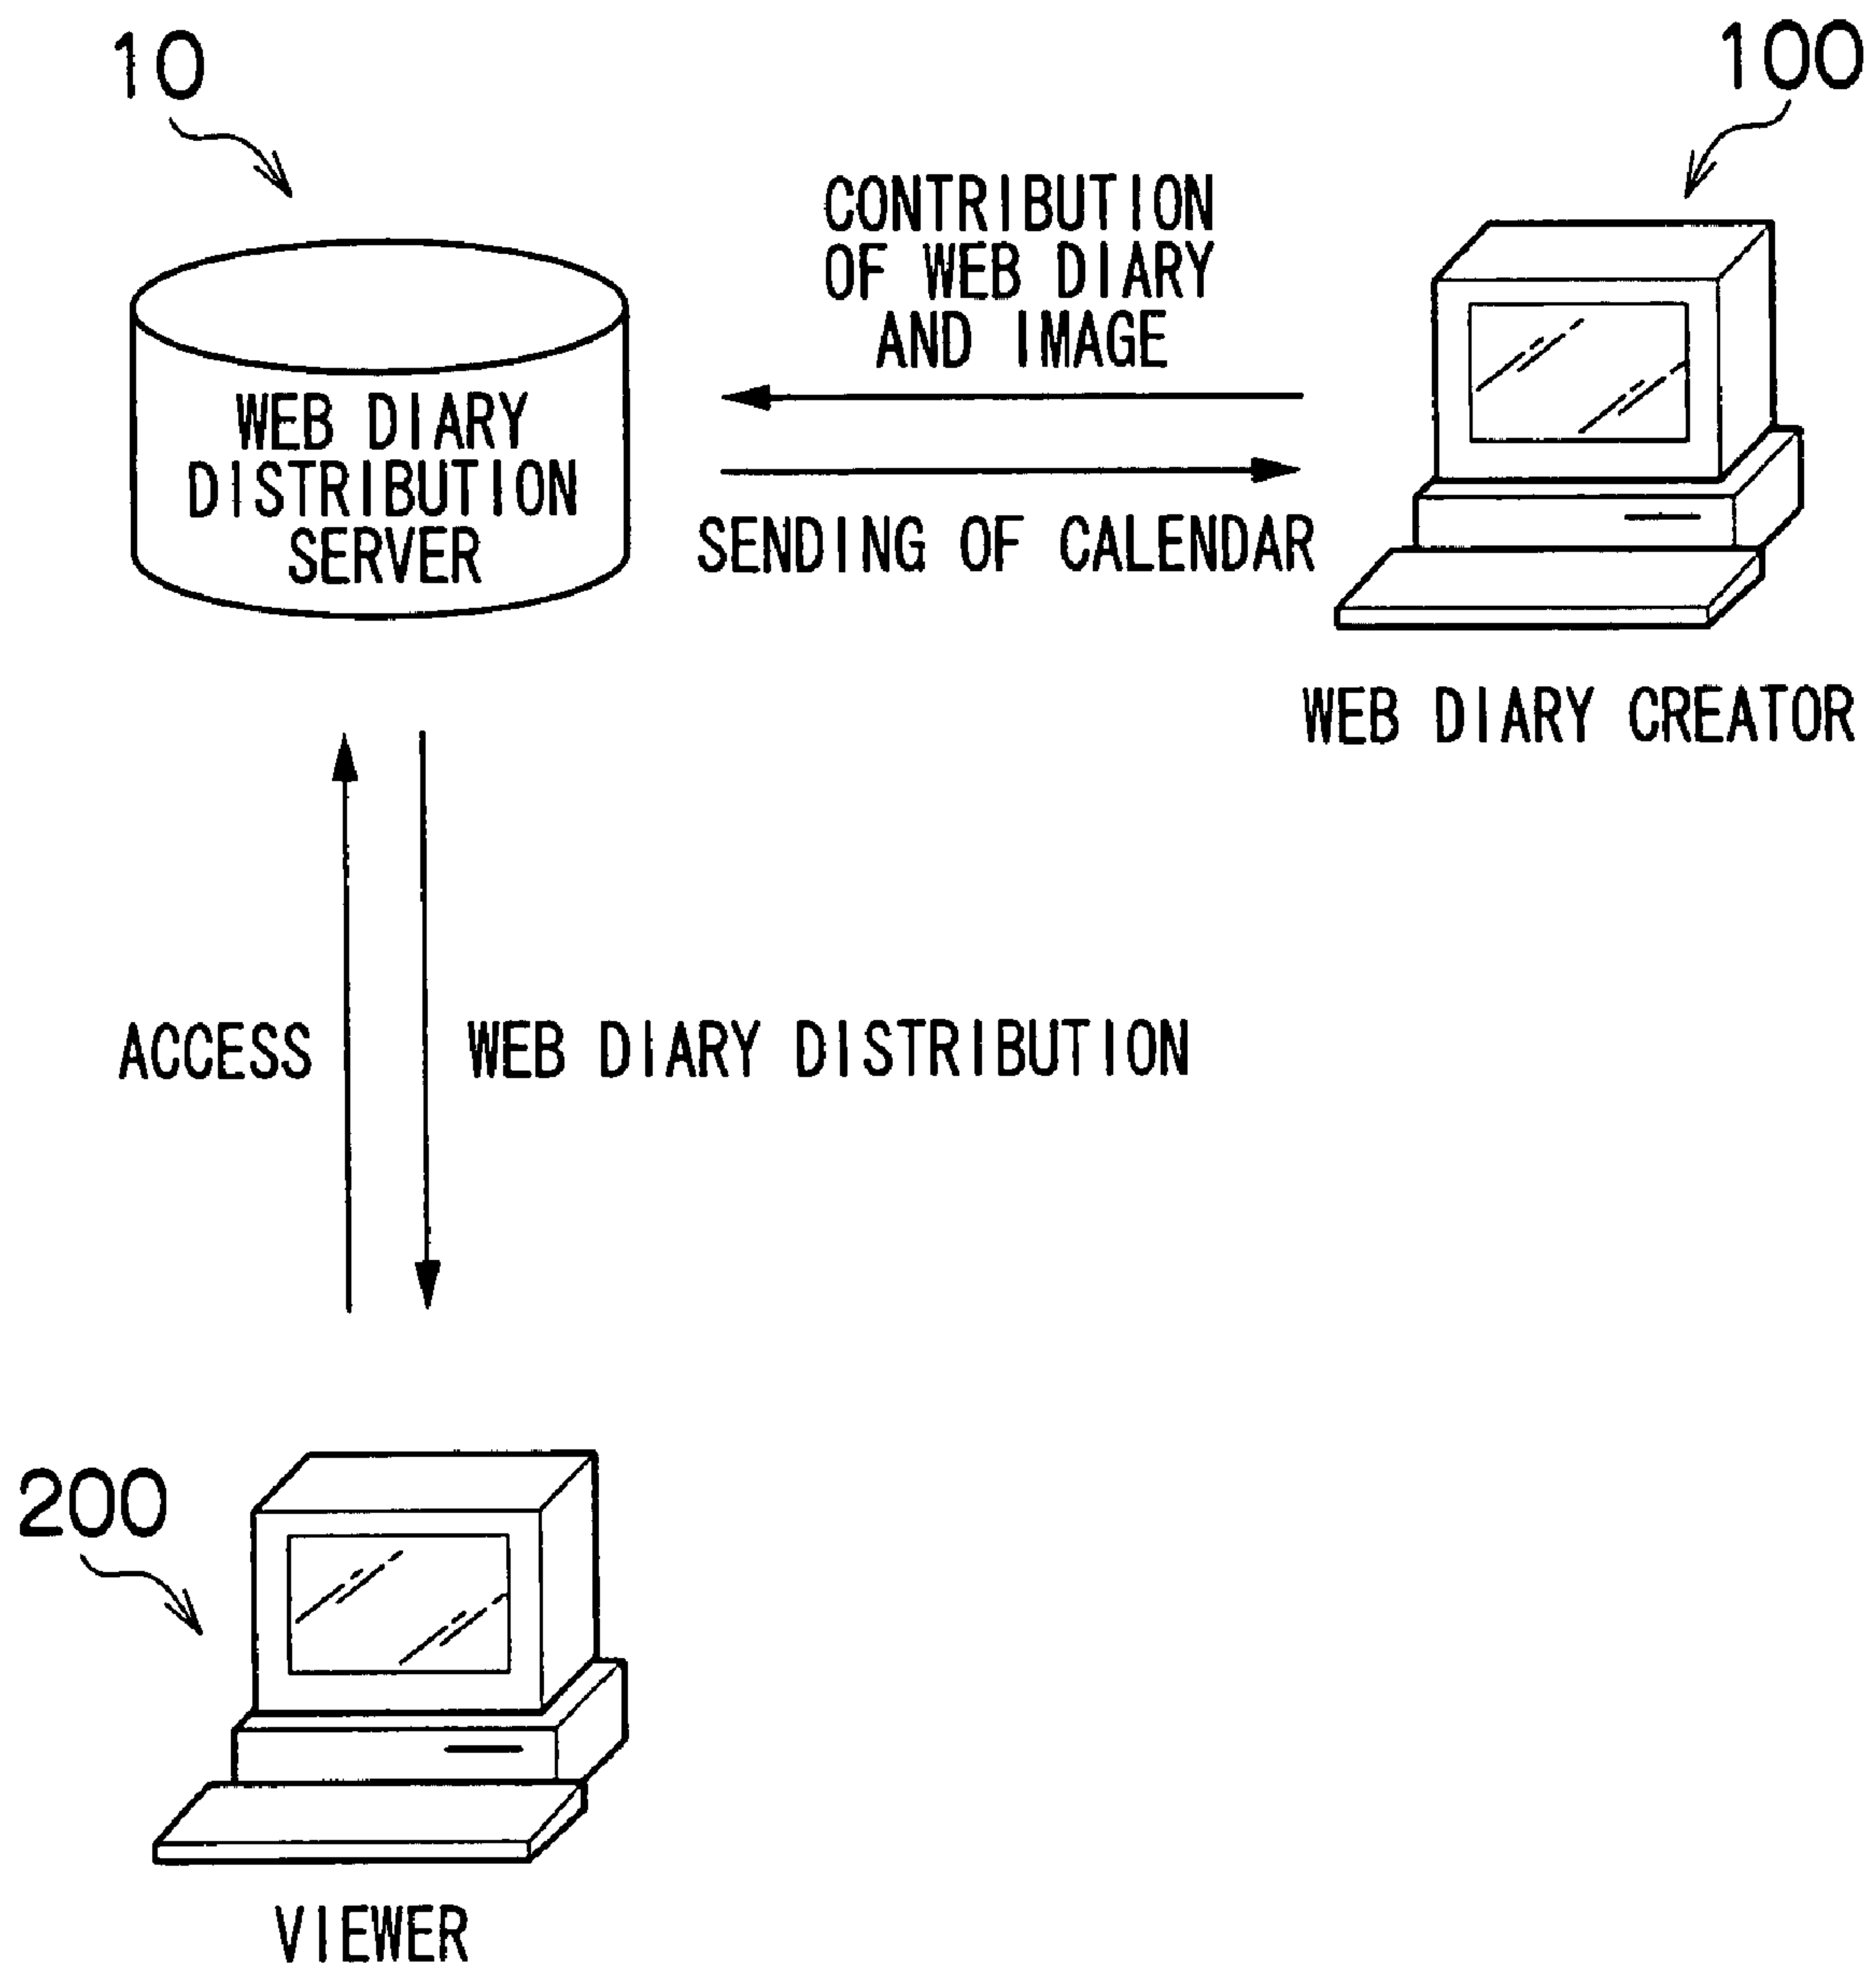 10
100
CONTRIBUTION
OF WEB DIARY
AND IMAGE
WEB DIARY
DISTRIBUTION
SERVER
SENDING OF CALENDAR
WEB DIARY CREATOR
ACCESS
WEB DIARY DISTRIBUTION
200
VIEWER